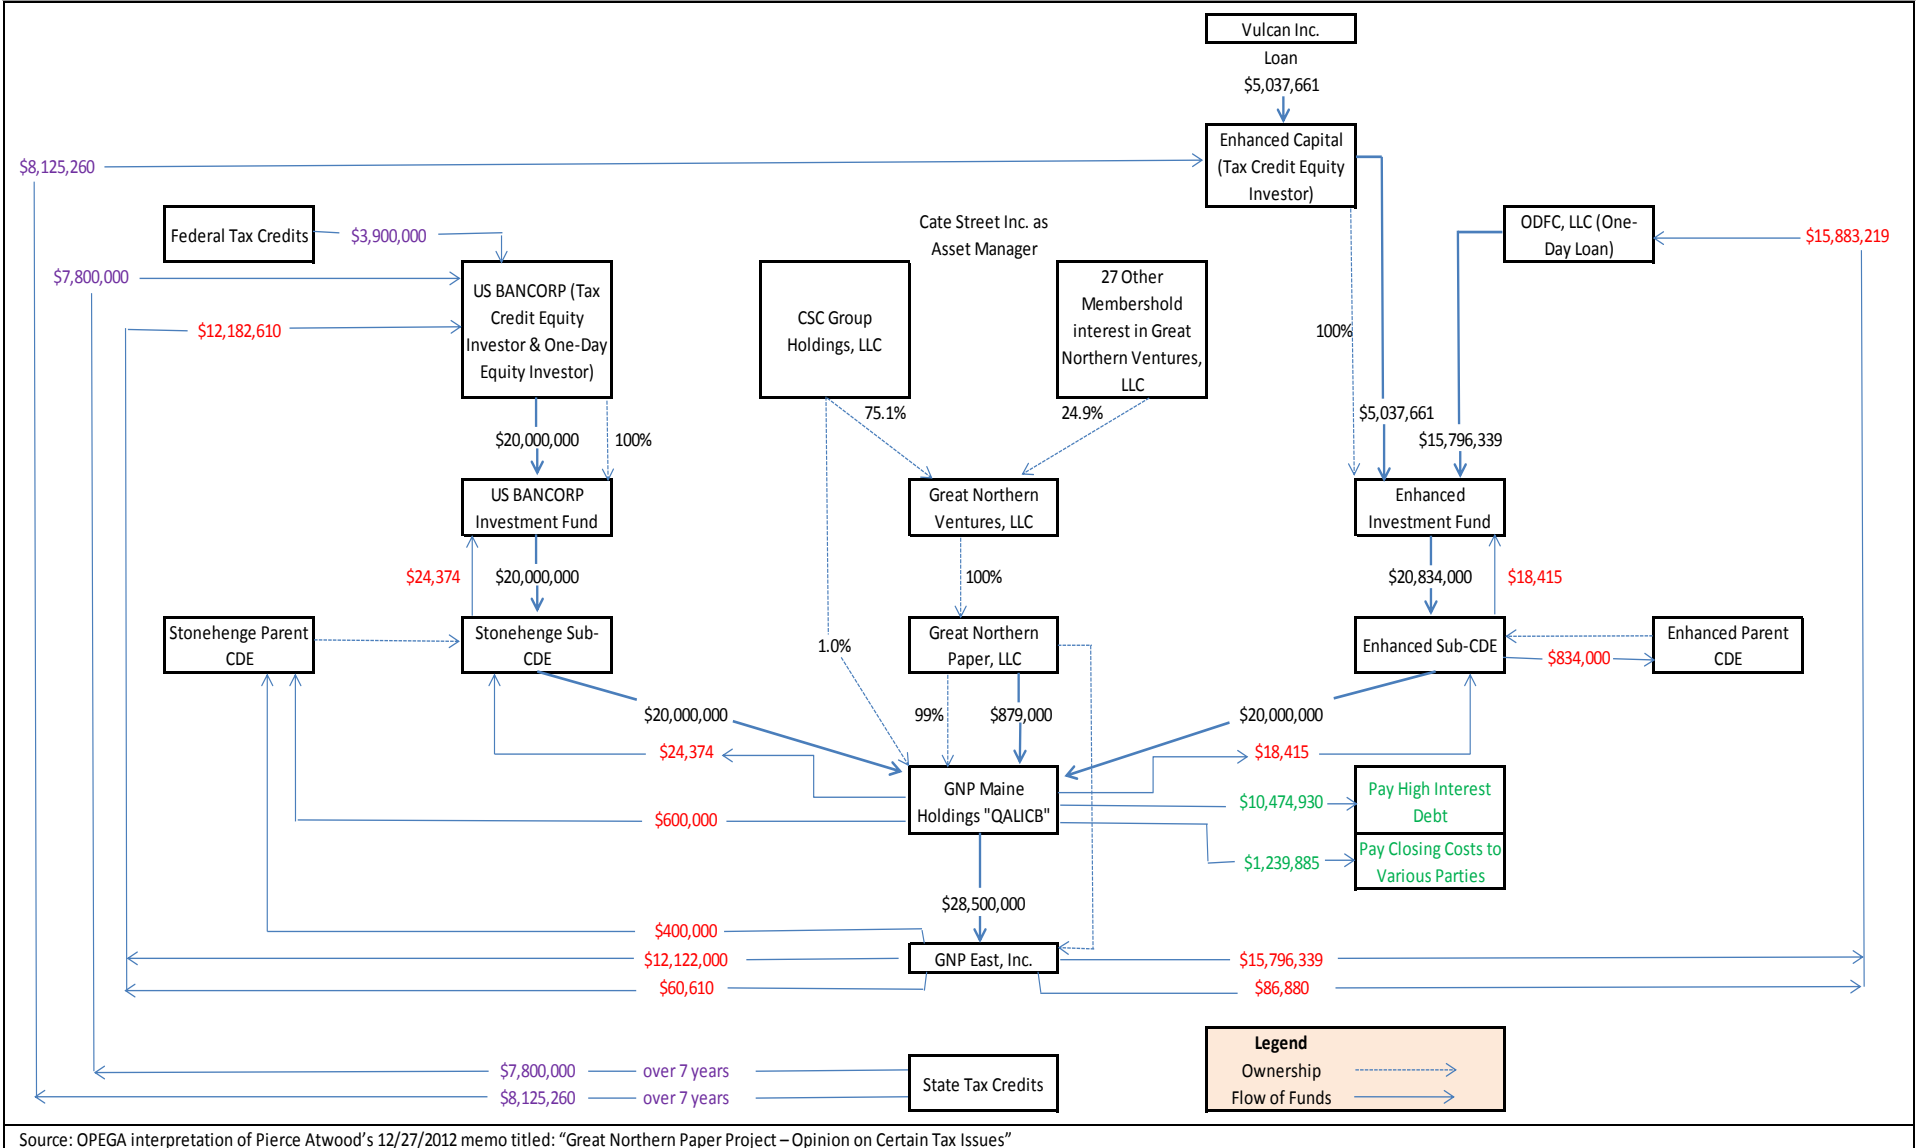 Vulcan Inc.
Loan
$5,037,661
Enhanced Capital
(Tax Credit Equity
Investor)
$8,125,260
Federal Tax Credits
$3,900,000
Cate Street Inc. as
Asset Manager
ODFC, LLC (One-
Day Loan)
$15,883,219
$7,800,000
US BANCORP (Tax
Credit Equity
Investor & One-Day
Equity Investor)
$12,182,610
CSC Group
Holdings, LLC
27 Other
Membershold
interest in Great
Northern Ventures,
LLC
100%
75.1%
24.9%
$5,037,661
$20,000,000
100%
$15,796,339
US BANCORP
Investment Fund
Great Northern
Ventures, LLC
Enhanced
Investment Fund
$24,374
$20,000,000
100%
$20,834,000
$18,415
Stonehenge Parent
CDE
Stonehenge Sub-
CDE
1.0%
Great Northern
Paper, LLC
Enhanced Sub-CDE
$834,000
Enhanced Parent
CDE
$20,000,000
99%
$879,000
$20,000,000
$24,374
$18,415
GNP Maine
Holdings "QALICB"
$600,000
$10,474,930
Pay High Interest
Debt
$1,239,885
Pay Closing Costs to
Various Parties
$28,500,000
$400,000
$12,122,000
GNP East, Inc.
$15,796,339
$60,610
$86,880
$7,800,000
over 7 years
$8,125,260
over 7 years
State Tax Credits
Legend
Ownership
Flow of Funds
Source: OPEGA interpretation of Pierce Atwood’s 12/27/2012 memo titled: “Great Northern Paper Project – Opinion on Certain Tax Issues”